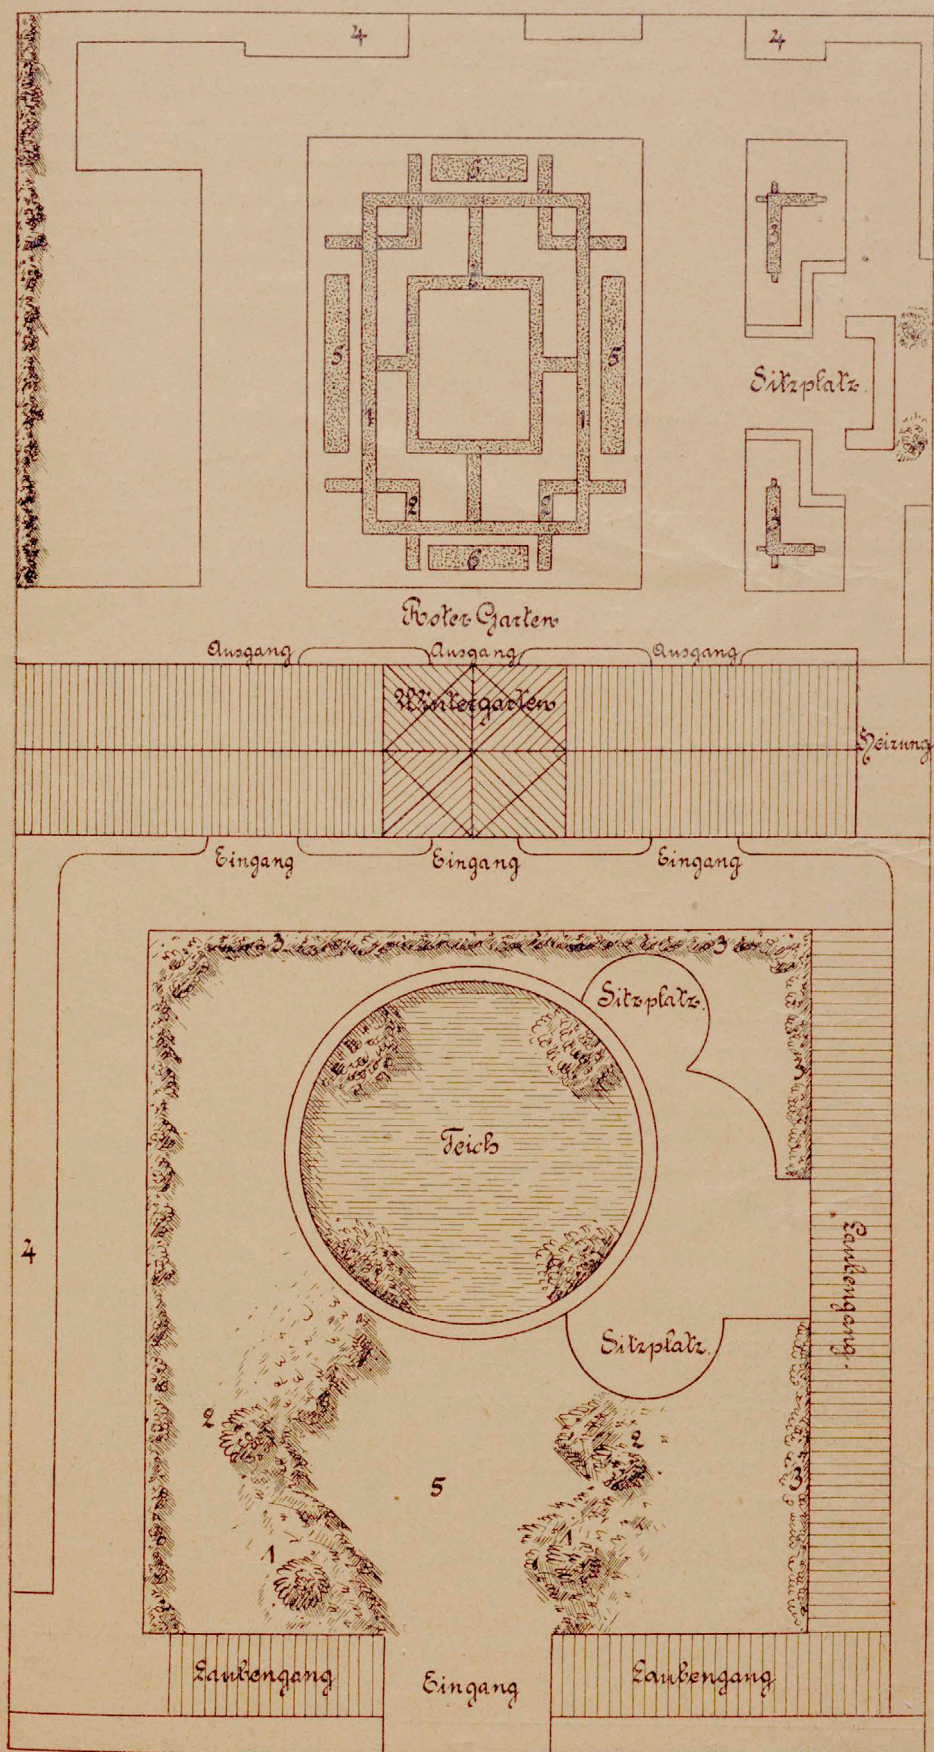 4 4
6
3
5 5
Sitzplatz.
1 1
2 2
3
6
Roter Garten
Ausgang Ausgang Ausgang
Wintergarten
Heizung
Eingang Eingang Eingang
3 3
Sitzplatz.
Teich
4
Laubengang.
Sitzplatz.
2
2
3
5
1 1
Laubengang Eingang Laubengang